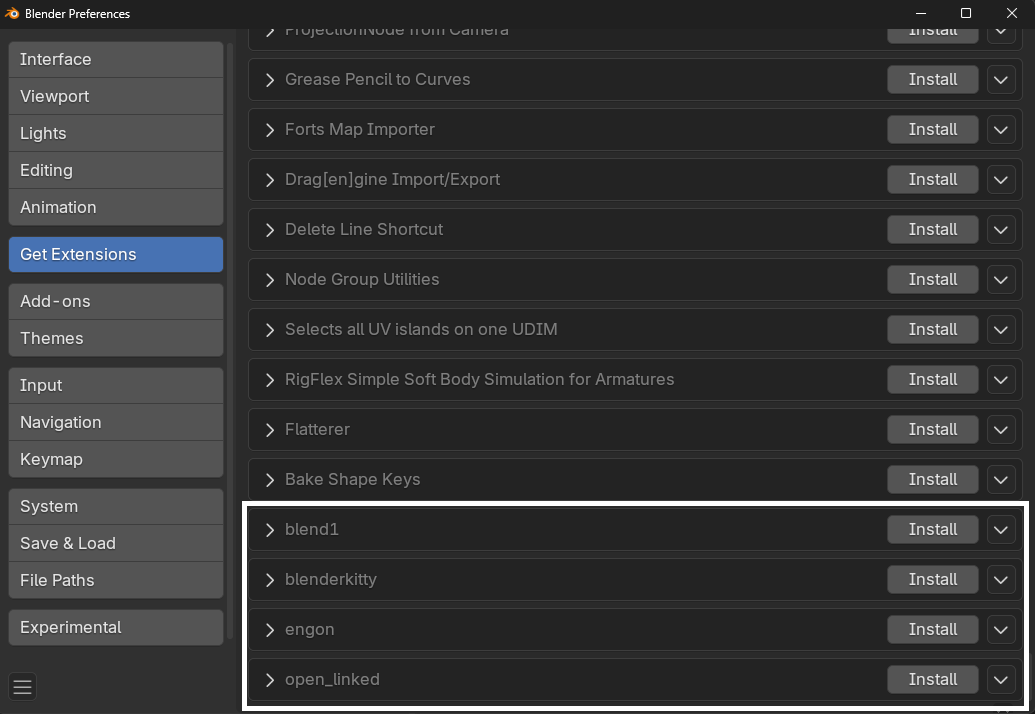 Blender Preferences
Interface
Viewport
Lights
Editing
Animation
Get Extensions
Add-ons
Themes
Input
Navigation
Keymap
System
Save & Load
File Paths
Experimental
ProjectionNode from Camera Install
Grease Pencil to Curves Install
Forts Map Importer Install
Drag[en]gine Import/Export Install
Delete Line Shortcut Install
Node Group Utilities Install
Selects all UV islands on one UDIM Install
RigFlex Simple Soft Body Simulation for Armatures Install
Flatterer Install
Bake Shape Keys Install
blend1 Install
blenderkitty Install
engon Install
open_linked Install